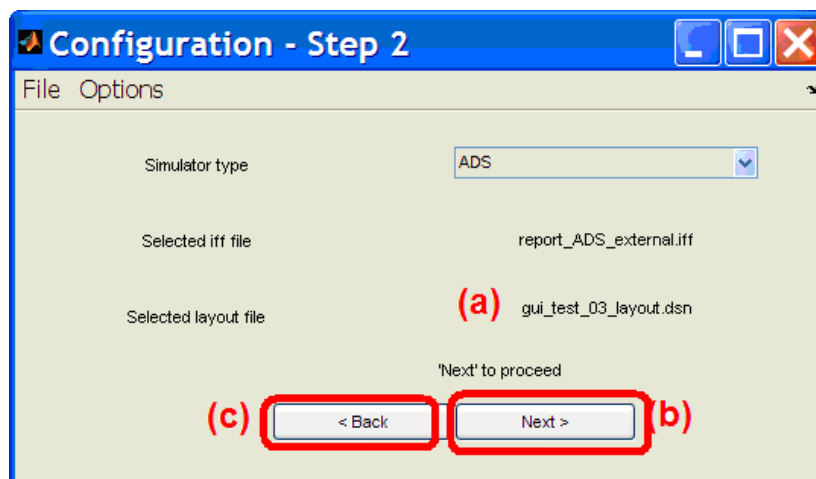 Configuration - Step 2
File Options
Simulator type ADS
Selected iff file report_ADS_external.iff
Selected layout file (a) gui_test_03_layout.dsn
'Next' to proceed
(c) < Back Next > (b)